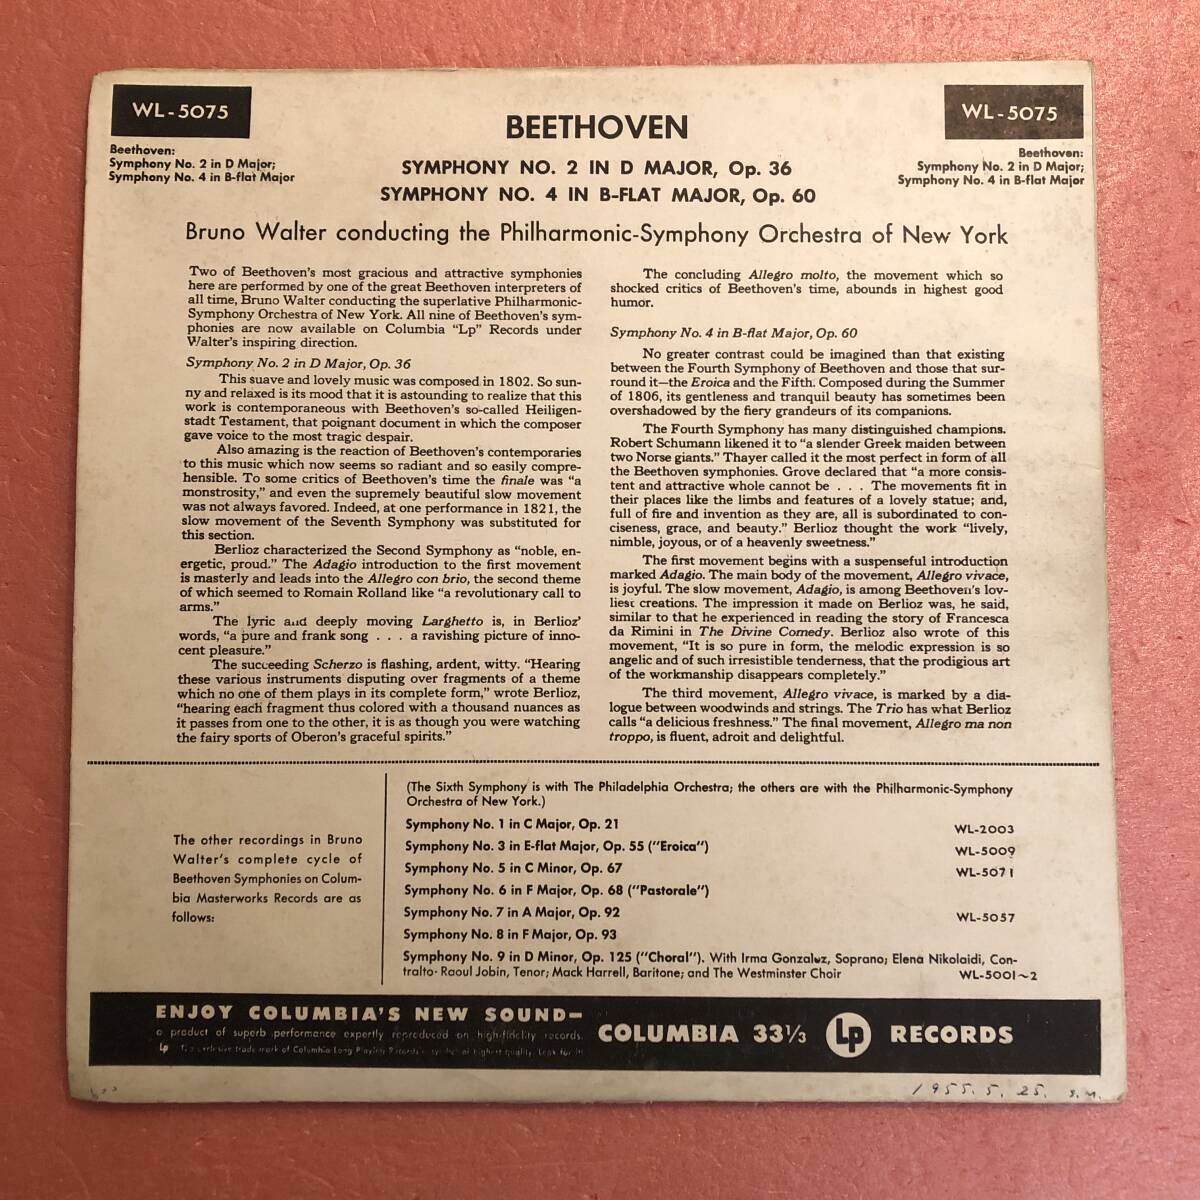 WL-5075
Beethoven:
Symphony No. 2 in D Major;
Symphony No. 4 in B-flat Major
BEETHOVEN
SYMPHONY NO. 2 IN D MAJOR, Op. 36
SYMPHONY NO. 4 IN B-FLAT MAJOR, Op. 60
WL-5075
Beethoven:
Symphony No. 2 in D Major;
Symphony No. 4 in B-flat Major
Bruno Walter conducting the Philharmonic-Symphony Orchestra of New York
Two of Beethoven's most gracious and attractive symphonies
here are performed by one of the great Beethoven interpreters of
all time, Bruno Walter conducting the superlative Philharmonic-
Symphony Orchestra of New York. All nine of Beethoven's sym-
phonies are now available on Columbia "Lp" Records under
Walter's inspiring direction.
Symphony No. 2 in D Major, Op. 36
This suave and lovely music was composed in 1802. So sun-
ny and relaxed is its mood that it is astounding to realize that this
work is contemporaneous with Beethoven's so-called Heiligen-
stadt Testament, that poignant document in which the composer
gave voice to the most tragic despair.
Also amazing is the reaction of Beethoven's contemporaries
to this music which now seems so radiant and so easily compre-
hensible. To some critics of Beethoven's time the finale was "a
monstrosity," and even the supremely beautiful slow movement
was not always favored. Indeed, at one performance in 1821, the
slow movement of the Seventh Symphony was substituted for
this section.
Berlioz characterized the Second Symphony as "noble, en-
ergetic, proud." The Adagio introduction to the first movement
is masterly and leads into the Allegro con brio, the second theme
of which seemed to Romain Rolland like "a revolutionary call to
arms."
The lyric and deeply moving Larghetto is, in Berlioz'
words, "a pure and frank song . . . a ravishing picture of inno-
cent pleasure."
The succeeding Scherzo is flashing, ardent, witty. "Hearing
these various instruments disputing over fragments of a theme
which no one of them plays in its complete form," wrote Berlioz,
"hearing each fragment thus colored with a thousand nuances as
it passes from one to the other, it is as though you were watching
the fairy sports of Oberon's graceful spirits."
The concluding Allegro molto, the movement which so
shocked critics of Beethoven's time, abounds in highest good
humor.
Symphony No. 4 in B-flat Major, Op. 60
No greater contrast could be imagined than that existing
between the Fourth Symphony of Beethoven and those that sur-
round it—the Eroica and the Fifth. Composed during the Summer
of 1806, its gentleness and tranquil beauty has sometimes been
overshadowed by the fiery grandeurs of its companions.
The Fourth Symphony has many distinguished champions.
Robert Schumann likened it to "a slender Greek maiden between
two Norse giants." Thayer called it the most perfect in form of all
the Beethoven symphonies. Grove declared that "a more consis-
tent and attractive whole cannot be . . . The movements fit in
their places like the limbs and features of a lovely statue; and,
full of fire and invention as they are, all is subordinated to con-
ciseness, grace, and beauty." Berlioz thought the work "lively,
nimble, joyous, or of a heavenly sweetness."
The first movement begins with a suspenseful introduction
marked Adagio. The main body of the movement, Allegro vivace,
is joyful. The slow movement, Adagio, is among Beethoven's lov-
liest creations. The impression it made on Berlioz was, he said,
similar to that he experienced in reading the story of Francesca
da Rimini in The Divine Comedy. Berlioz also wrote of this
movement, "It is so pure in form, the melodic expression is so
angelic and of such irresistible tenderness, that the prodigious art
of the workmanship disappears completely."
The third movement, Allegro vivace, is marked by a dia-
logue between woodwinds and strings. The Trio has what Berlioz
calls "a delicious freshness." The final movement, Allegro ma non
troppo, is fluent, adroit and delightful.
The other recordings in Bruno
Walter's complete cycle of
Beethoven Symphonies on Colum-
bia Masterworks Records are as
follows:
(The Sixth Symphony is with The Philadelphia Orchestra; the others are with the Philharmonic-Symphony
Orchestra of New York.)
Symphony No. 1 in C Major, Op. 21 WL-2003
Symphony No. 3 in E-flat Major, Op. 55 ("Eroica") WL-5009
Symphony No. 5 in C Minor, Op. 67 WL-5071
Symphony No. 6 in F Major, Op. 68 ("Pastorale")
Symphony No. 7 in A Major, Op. 92 WL-5057
Symphony No. 8 in F Major, Op. 93
Symphony No. 9 in D Minor, Op. 125 ("Choral"). With Irma Gonzalez, Soprano; Elena Nikolaidi, Con-
tralto· Raoul Jobin, Tenor; Mack Harrell, Baritone; and The Westminster Choir WL-5001~2
ENJOY COLUMBIA'S NEW SOUND—
a product of superb performance expertly reproduced on high-fidelity records.
COLUMBIA 33⅓ Lp RECORDS
1955.5.25. S.M.